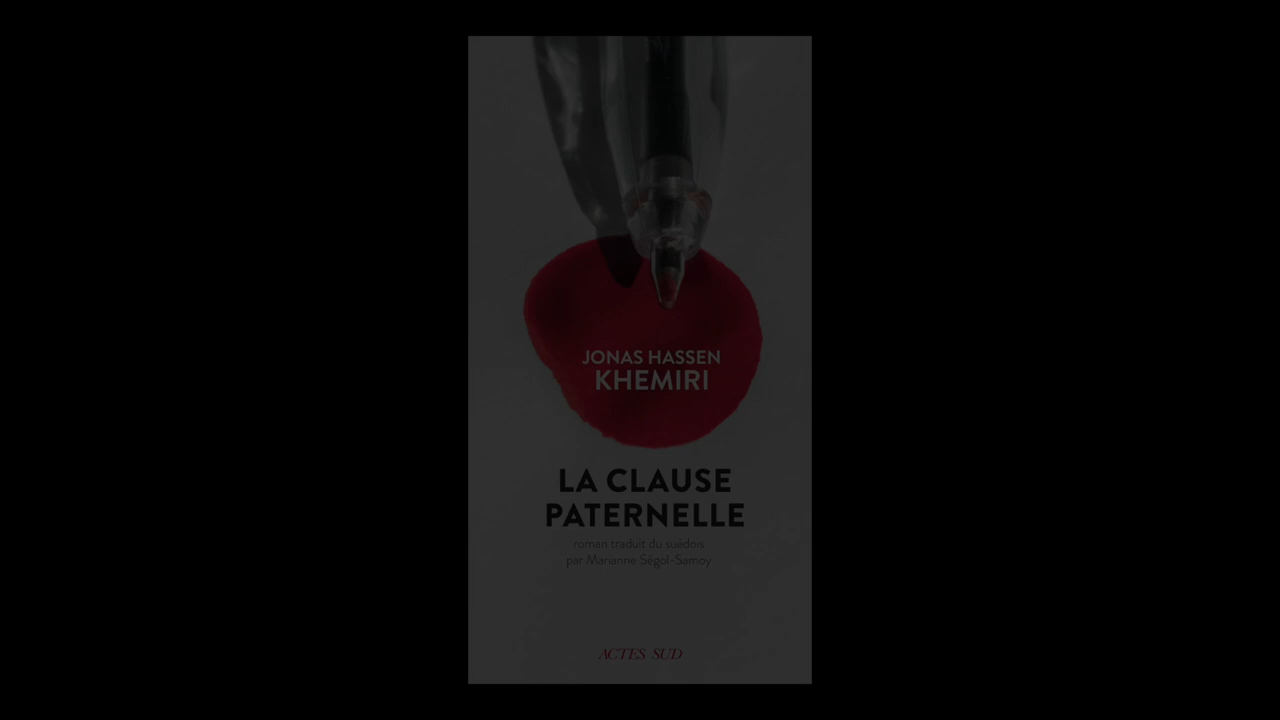 JONAS HASSEN
KHEMIRI
LA CLAUSE
PATERNELLE
roman traduit du suédois
par Marianne Ségol-Samoy
ACTES SUD